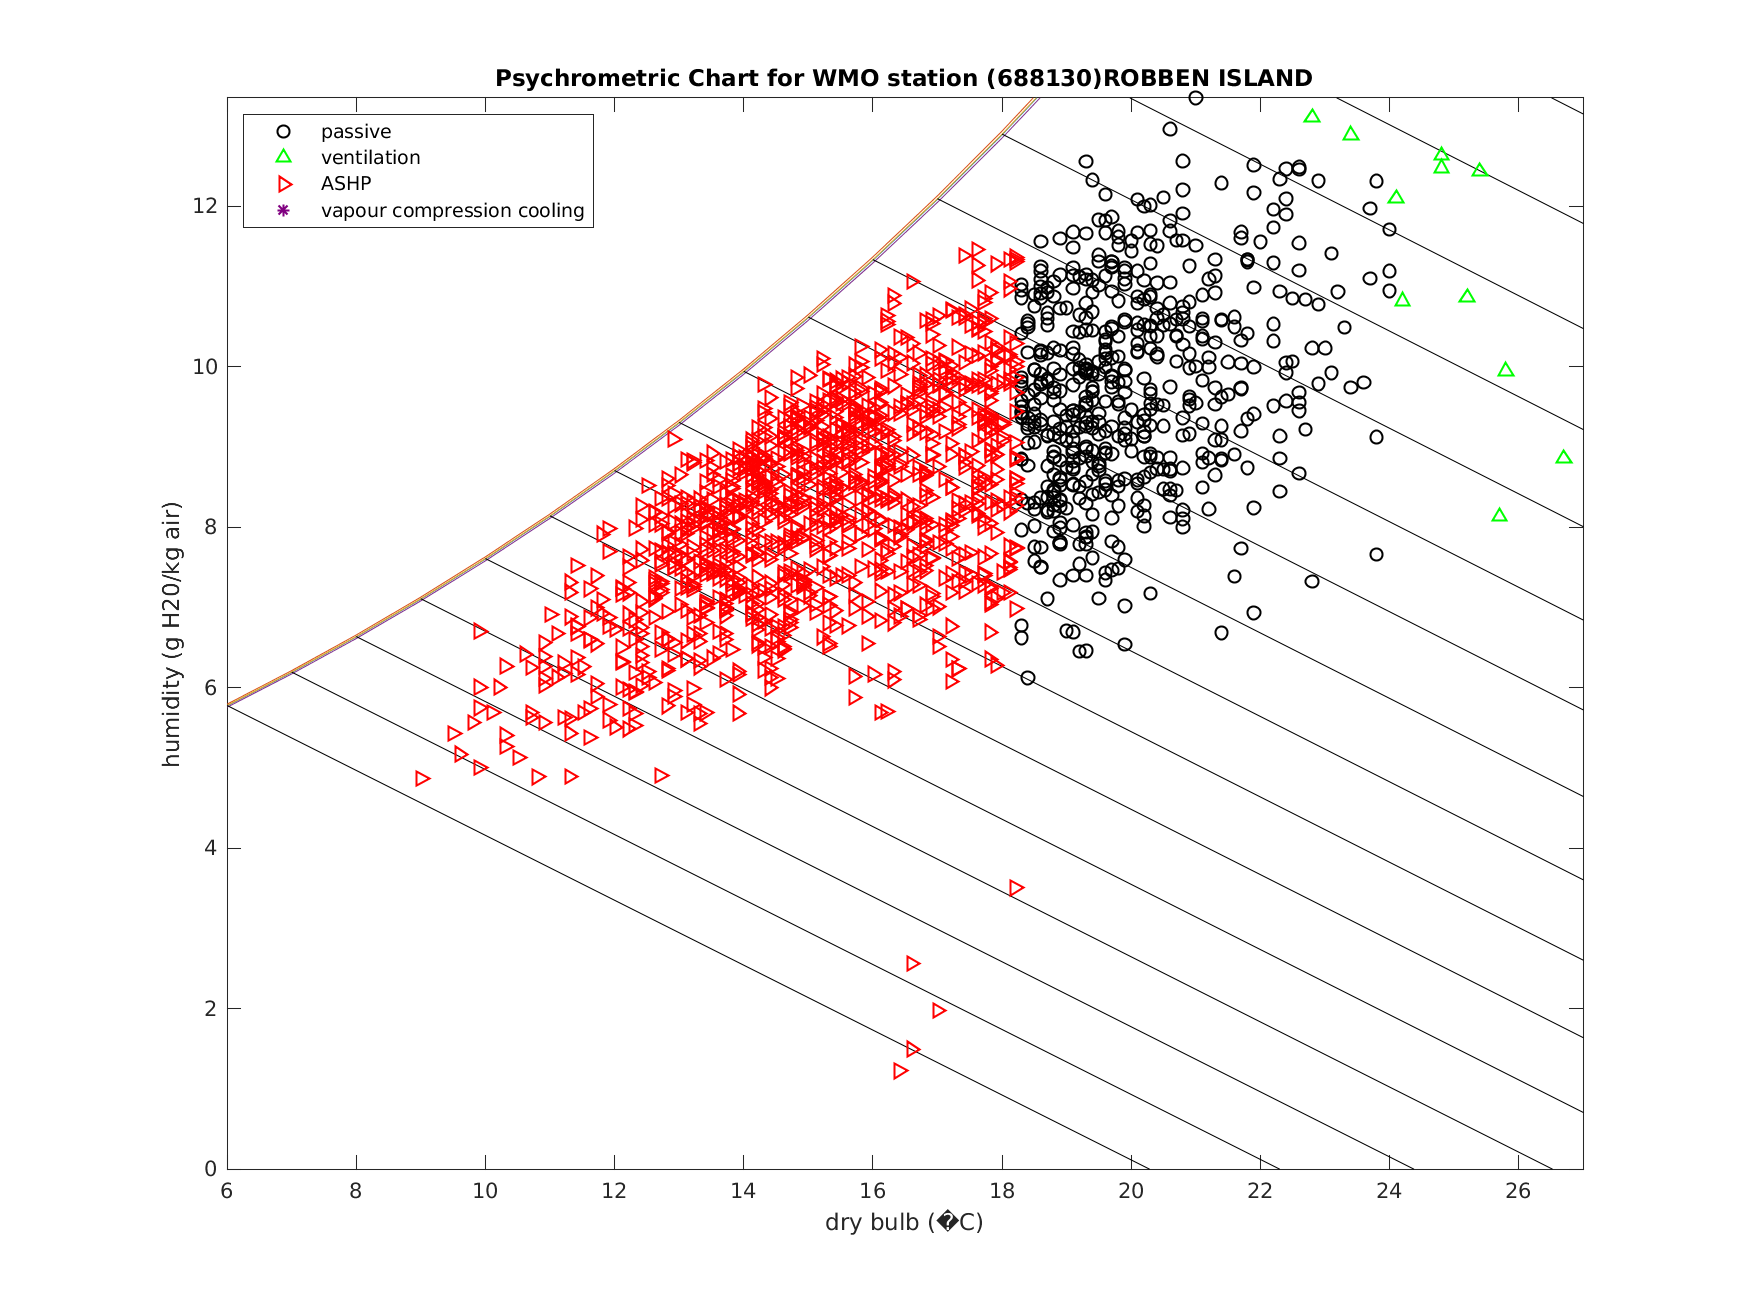 Psychrometric Chart for WMO station (688130)ROBBEN ISLAND
passive
ventilation
ASHP
vapour compression cooling
humidity (g H20/kg air)
12
10
8
6
4
2
0
6 8 10 12 14 16 18 20 22 24 26
dry bulb (�C)